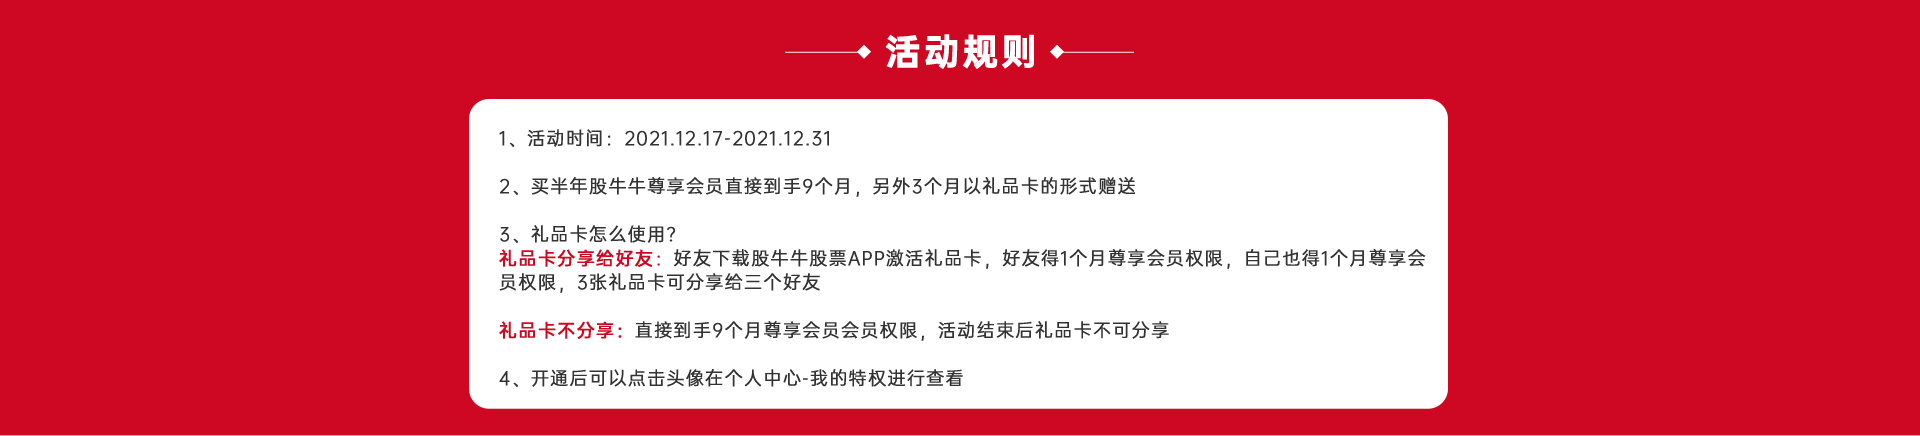 活动规则
1、活动时间：2021.12.17-2021.12.31
2、买半年股牛牛尊享会员直接到手9个月，另外3个月以礼品卡的形式赠送
3、礼品卡怎么使用?
礼品卡分享给好友：好友下载股牛牛股票APP激活礼品卡，好友得1个月尊享会员权限，自己也得1个月尊享会
员权限，3张礼品卡可分享给三个好友
礼品卡不分享：直接到手9个月尊享会员会员权限，活动结束后礼品卡不可分享
4、开通后可以点击头像在个人中心-我的特权进行查看